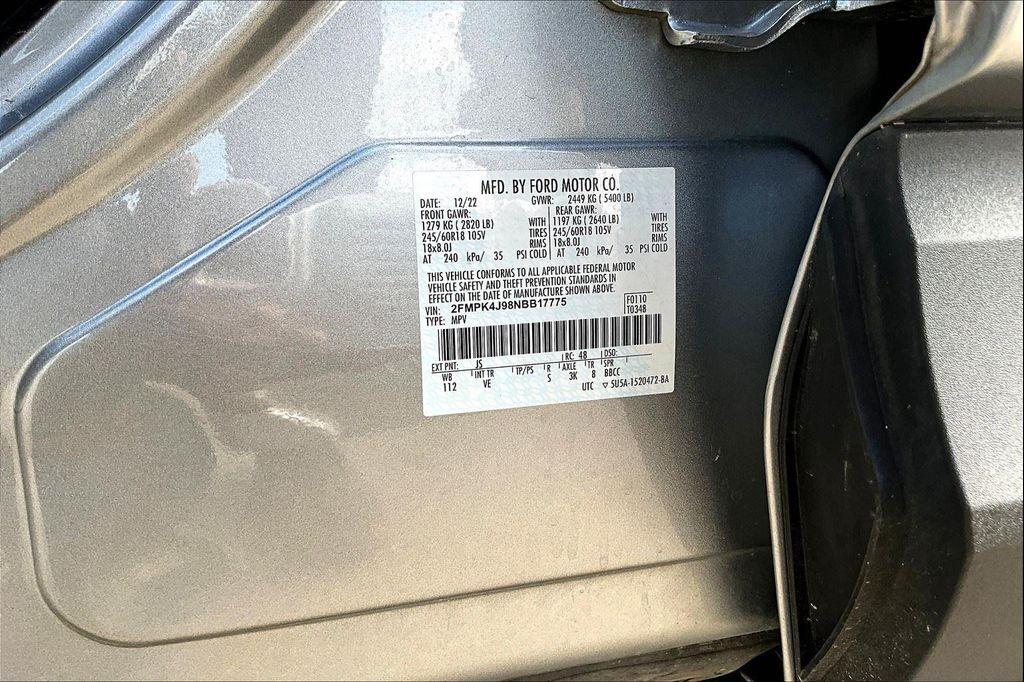 MFD. BY FORD MOTOR CO.
DATE: 12/22 GVWR: 2449 KG ( 5400 LB)
FRONT GAWR: REAR GAWR:
1279 KG ( 2820 LB) WITH 1197 KG ( 2640 LB) WITH
245/60R18 105V TIRES 245/60R18 105V TIRES
18x8.0J RIMS 18x8.0J RIMS
AT 240 kPa/ 35 PSI COLD AT 240 kPa/ 35 PSI COLD
THIS VEHICLE CONFORMS TO ALL APPLICABLE FEDERAL MOTOR
VEHICLE SAFETY AND THEFT PREVENTION STANDARDS IN
EFFECT ON THE DATE OF MANUFACTURE SHOWN ABOVE.
VIN: 2FMPK4J98NBB17775 F0110
TYPE: MPV T0348
EXT PNT: JS RC: 48 DSO:
WB INT TR TP/PS R AXLE TR SPR
112 VE S 3K 8 BBCC
UTC ▽ 5U5A-1520472-BA